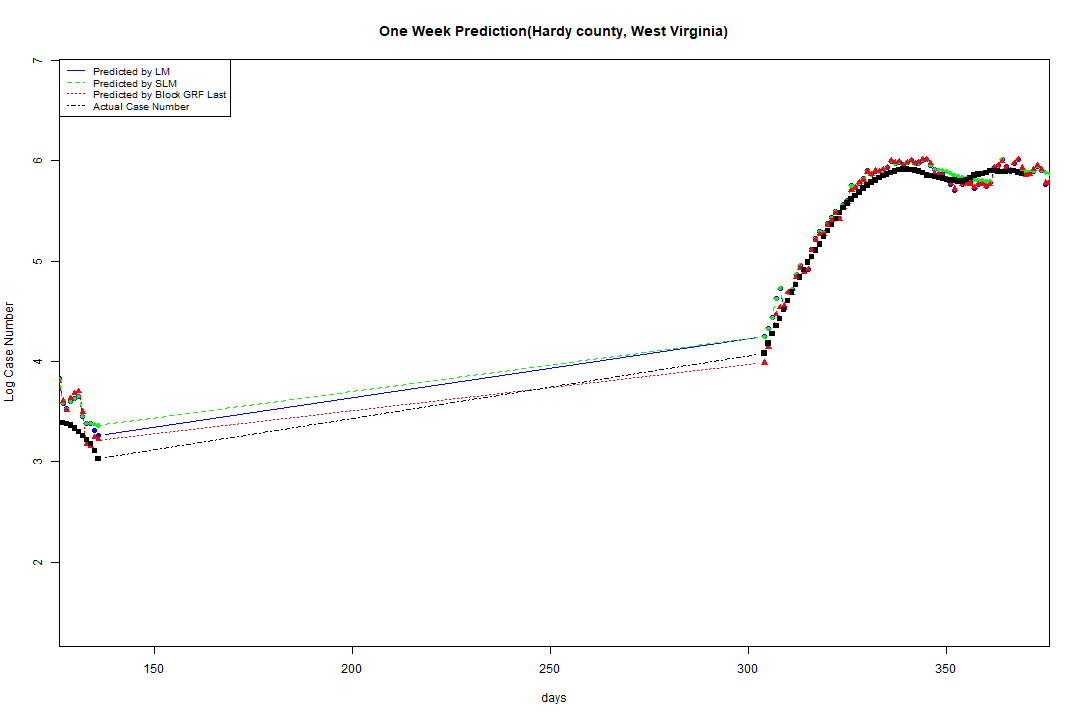 One Week Prediction(Hardy county, West Virginia)
Predicted by LM
Predicted by SLM
Predicted by Block GRF Last
Actual Case Number
7
6
5
4
3
2
Log Case Number
150 200 250 300 350
days